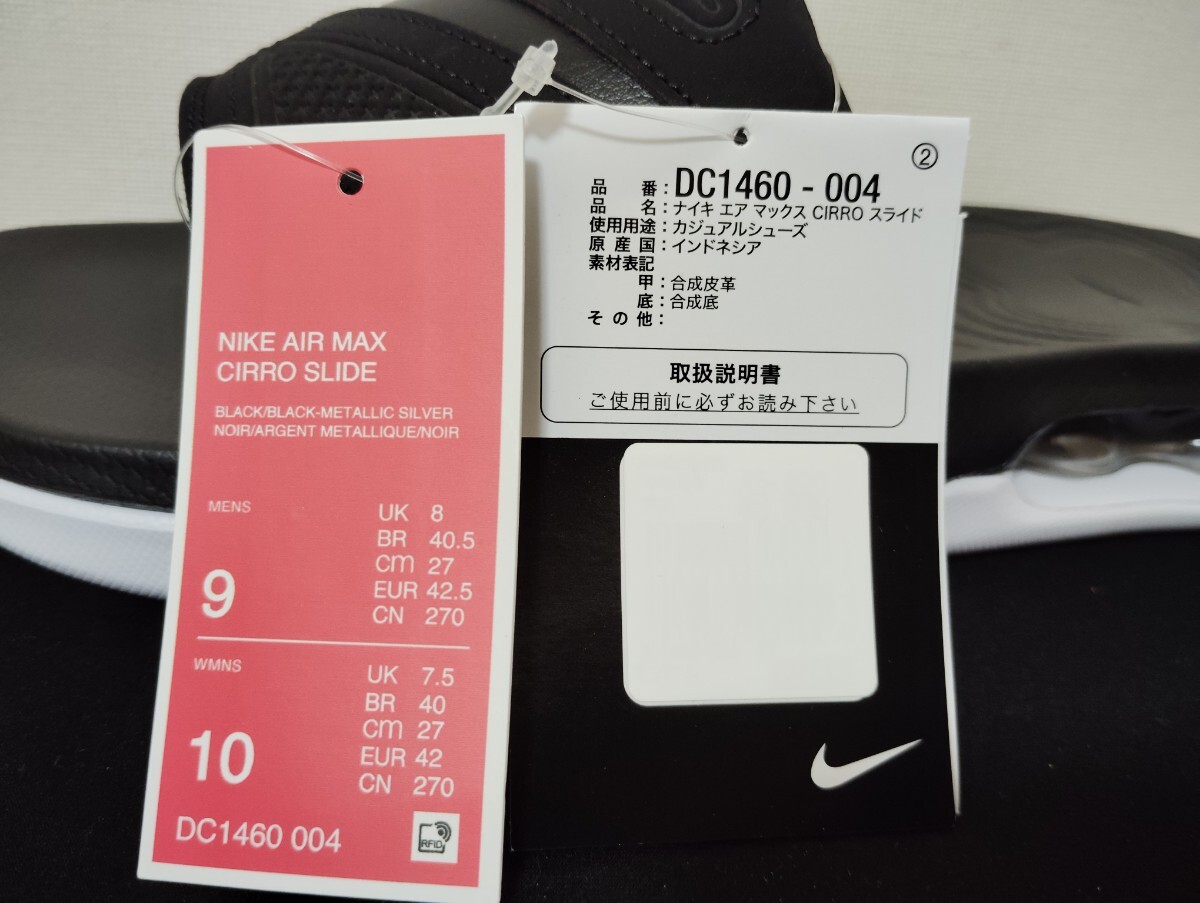 NIKE AIR MAX
CIRRO SLIDE
BLACK/BLACK-METALLIC SILVER
NOIR/ARGENT METALLIQUE/NOIR
MENS
9
UK 8
BR 40.5
cm 27
EUR 42.5
CN 270
WMNS
10
UK 7.5
BR 40
cm 27
EUR 42
CN 270
DC1460 004
RFID
②
品番：DC1460 - 004
品名：ナイキ エア マックス CIRRO スライド
使用用途：カジュアルシューズ
原産国：インドネシア
素材表記
甲：合成皮革
底：合成底
その他：
取扱説明書
ご使用前に必ずお読み下さい